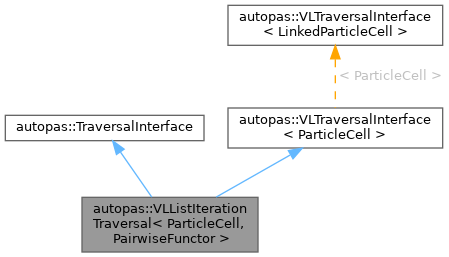 autopas::VLTraversalInterface
< LinkedParticleCell >
< ParticleCell >
autopas::TraversalInterface
autopas::VLTraversalInterface
< ParticleCell >
autopas::VLListIteration
Traversal< ParticleCell,
PairwiseFunctor >